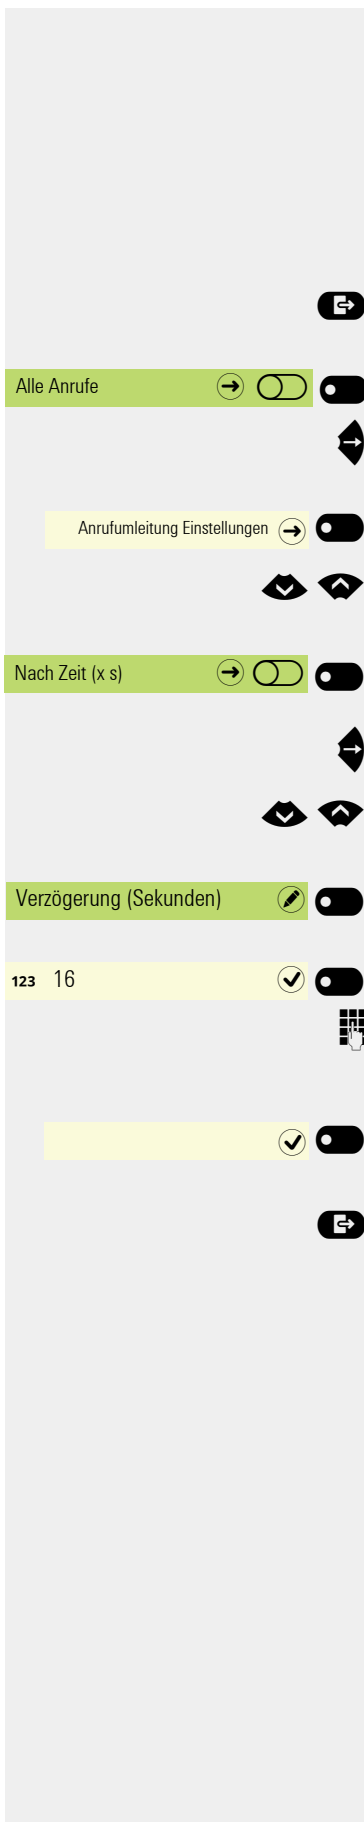 Alle Anrufe
Anrufumleitung Einstellungen
Nach Zeit (x s)
Verzögerung (Sekunden)
123 16